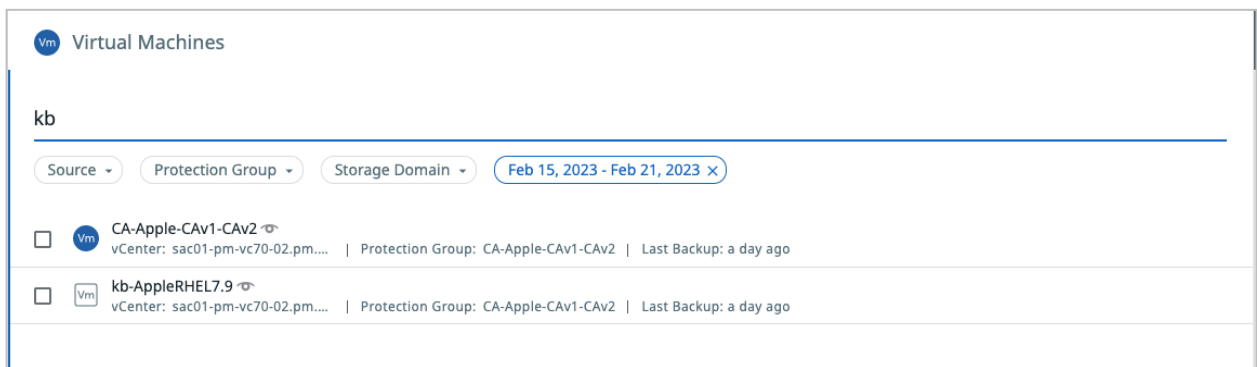 Vm Virtual Machines
kb
Source Protection Group Storage Domain Feb 15, 2023 - Feb 21, 2023 ×
Vm CA-Apple-CAv1-CAv2
vCenter: sac01-pm-vc70-02.pm.... | Protection Group: CA-Apple-CAv1-CAv2 | Last Backup: a day ago
Vm kb-AppleRHEL7.9
vCenter: sac01-pm-vc70-02.pm.... | Protection Group: CA-Apple-CAv1-CAv2 | Last Backup: a day ago